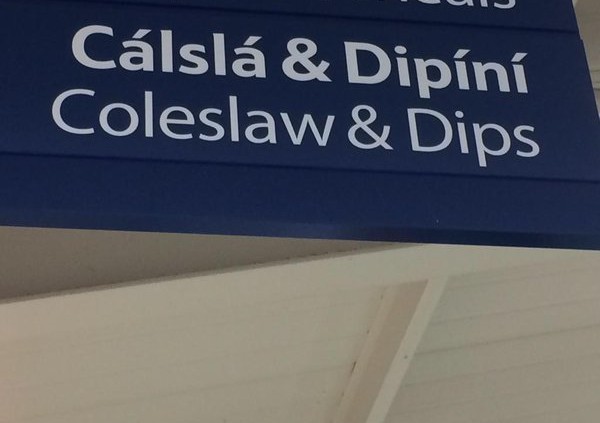 Cálslá & Dipíní
Coleslaw & Dips